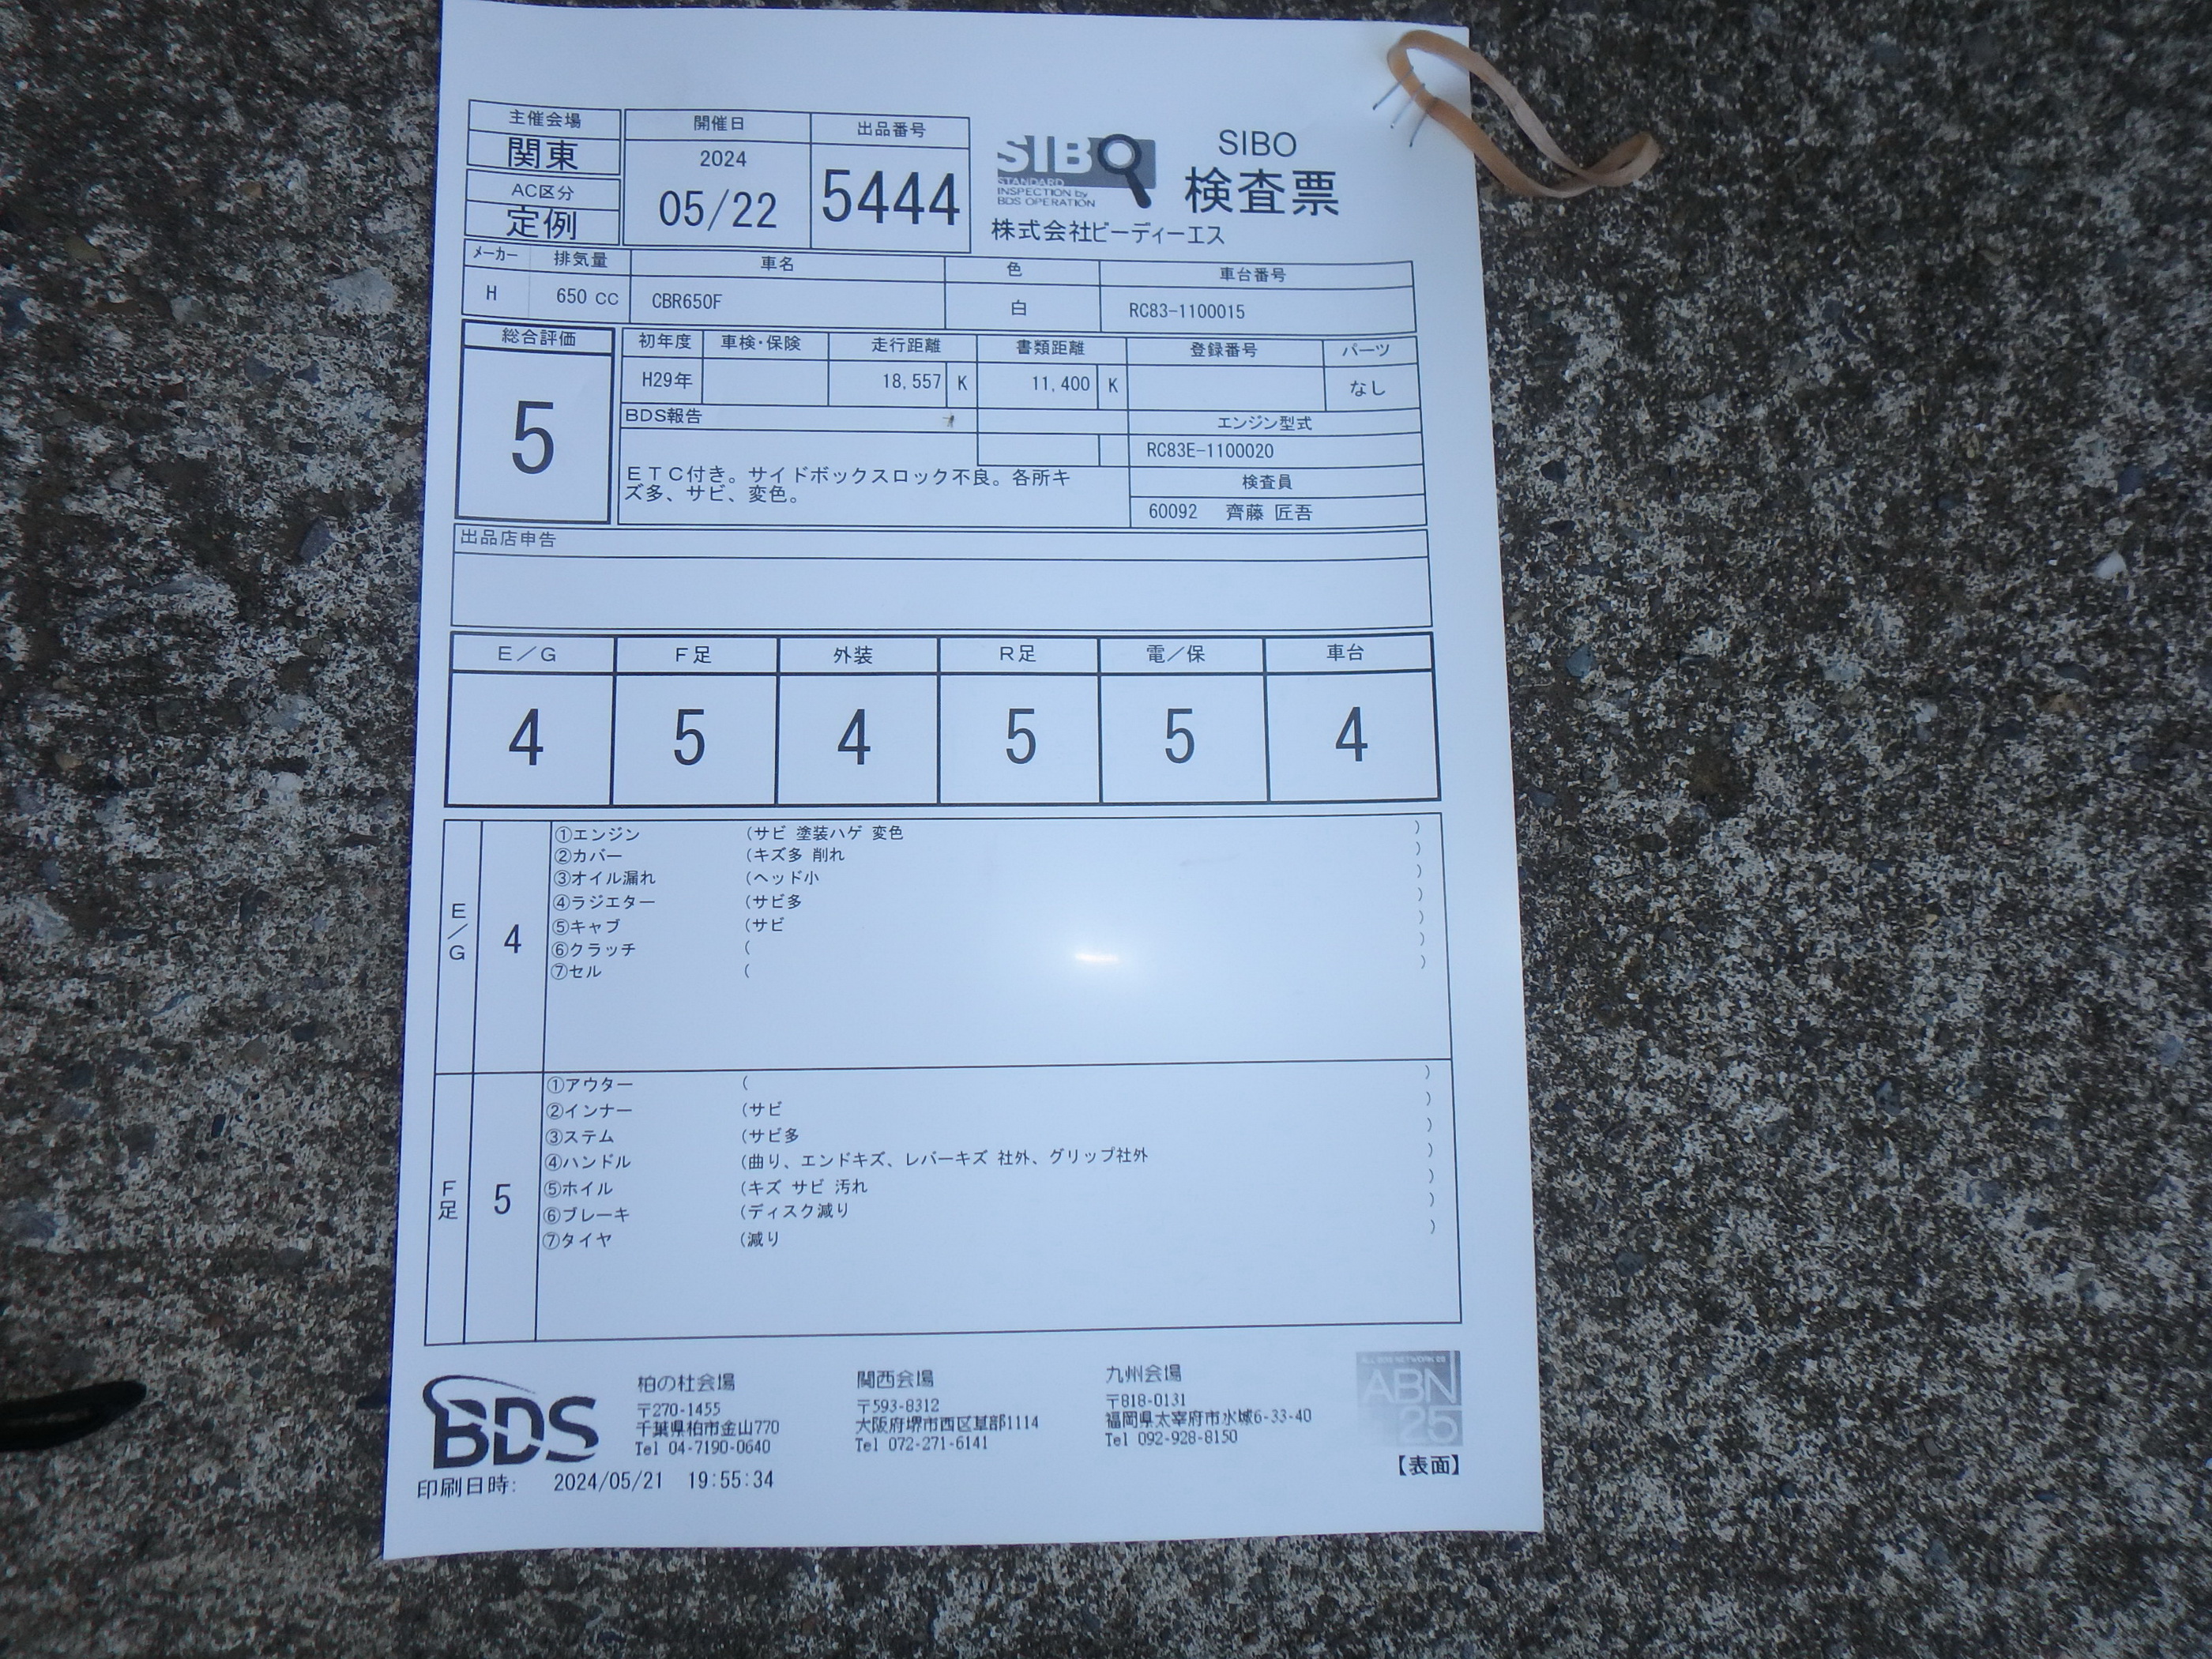 主催会場 開催日 出品番号
関東 2024 05/22 5444
AC区分
定例
SIBO
STANDARD
INSPECTION by
BDS OPERATION
SIBO
検査票
株式会社ビーディーエス
メーカー 排気量 車名 色 車台番号
H 650 CC CBR650F 白 RC83-1100015
総合評価 初年度 車検・保険 走行距離 書類距離 登録番号 パーツ
5 H29年 18,557 K 11,400 K なし
BDS報告 エンジン型式
RC83E-1100020
ETC付き。サイドボックスロック不良。各所キ
ズ多、サビ、変色。
検査員
60092 齊藤 匠吾
出品店申告
E/G F足 外装 R足 電/保 車台
4 5 4 5 5 4
E/G 4
①エンジン (サビ 塗装ハゲ 変色 )
②カバー (キズ多 削れ )
③オイル漏れ (ヘッド小 )
④ラジエター (サビ多 )
⑤キャブ (サビ )
⑥クラッチ ( )
⑦セル ( )
F足 5
①アウター ( )
②インナー (サビ )
③ステム (サビ多 )
④ハンドル (曲り、エンドキズ、レバーキズ 社外、グリップ社外 )
⑤ホイル (キズ サビ 汚れ )
⑥ブレーキ (ディスク減り )
⑦タイヤ (減り )
BDS
柏の杜会場
〒270-1455
千葉県柏市金山770
Tel 04-7190-0640
関西会場
〒593-8312
大阪府堺市西区草部1114
Tel 072-271-6141
九州会場
〒818-0131
福岡県太宰府市水城6-33-40
Tel 092-928-8150
ALL BDS NETWORK 25
ABN
25
【表面】
印刷日時: 2024/05/21 19:55:34